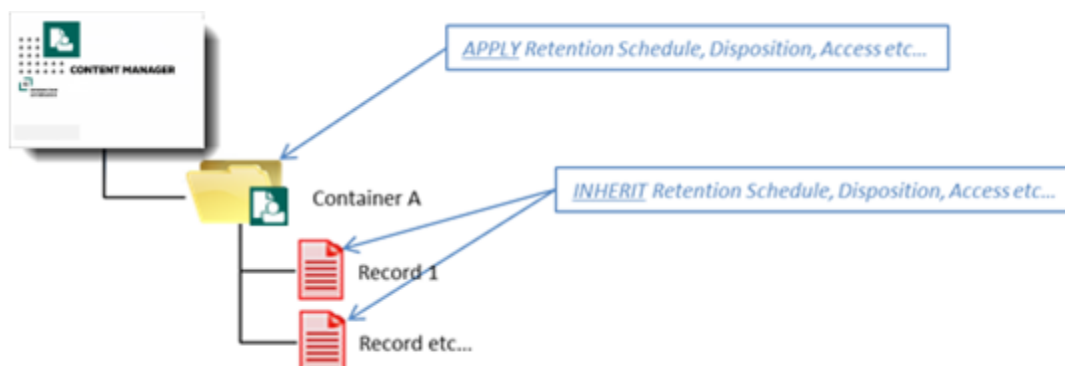 CONTENT MANAGER
APPLY Retention Schedule, Disposition, Access etc...
Container A
INHERIT Retention Schedule, Disposition, Access etc...
Record 1
Record etc...